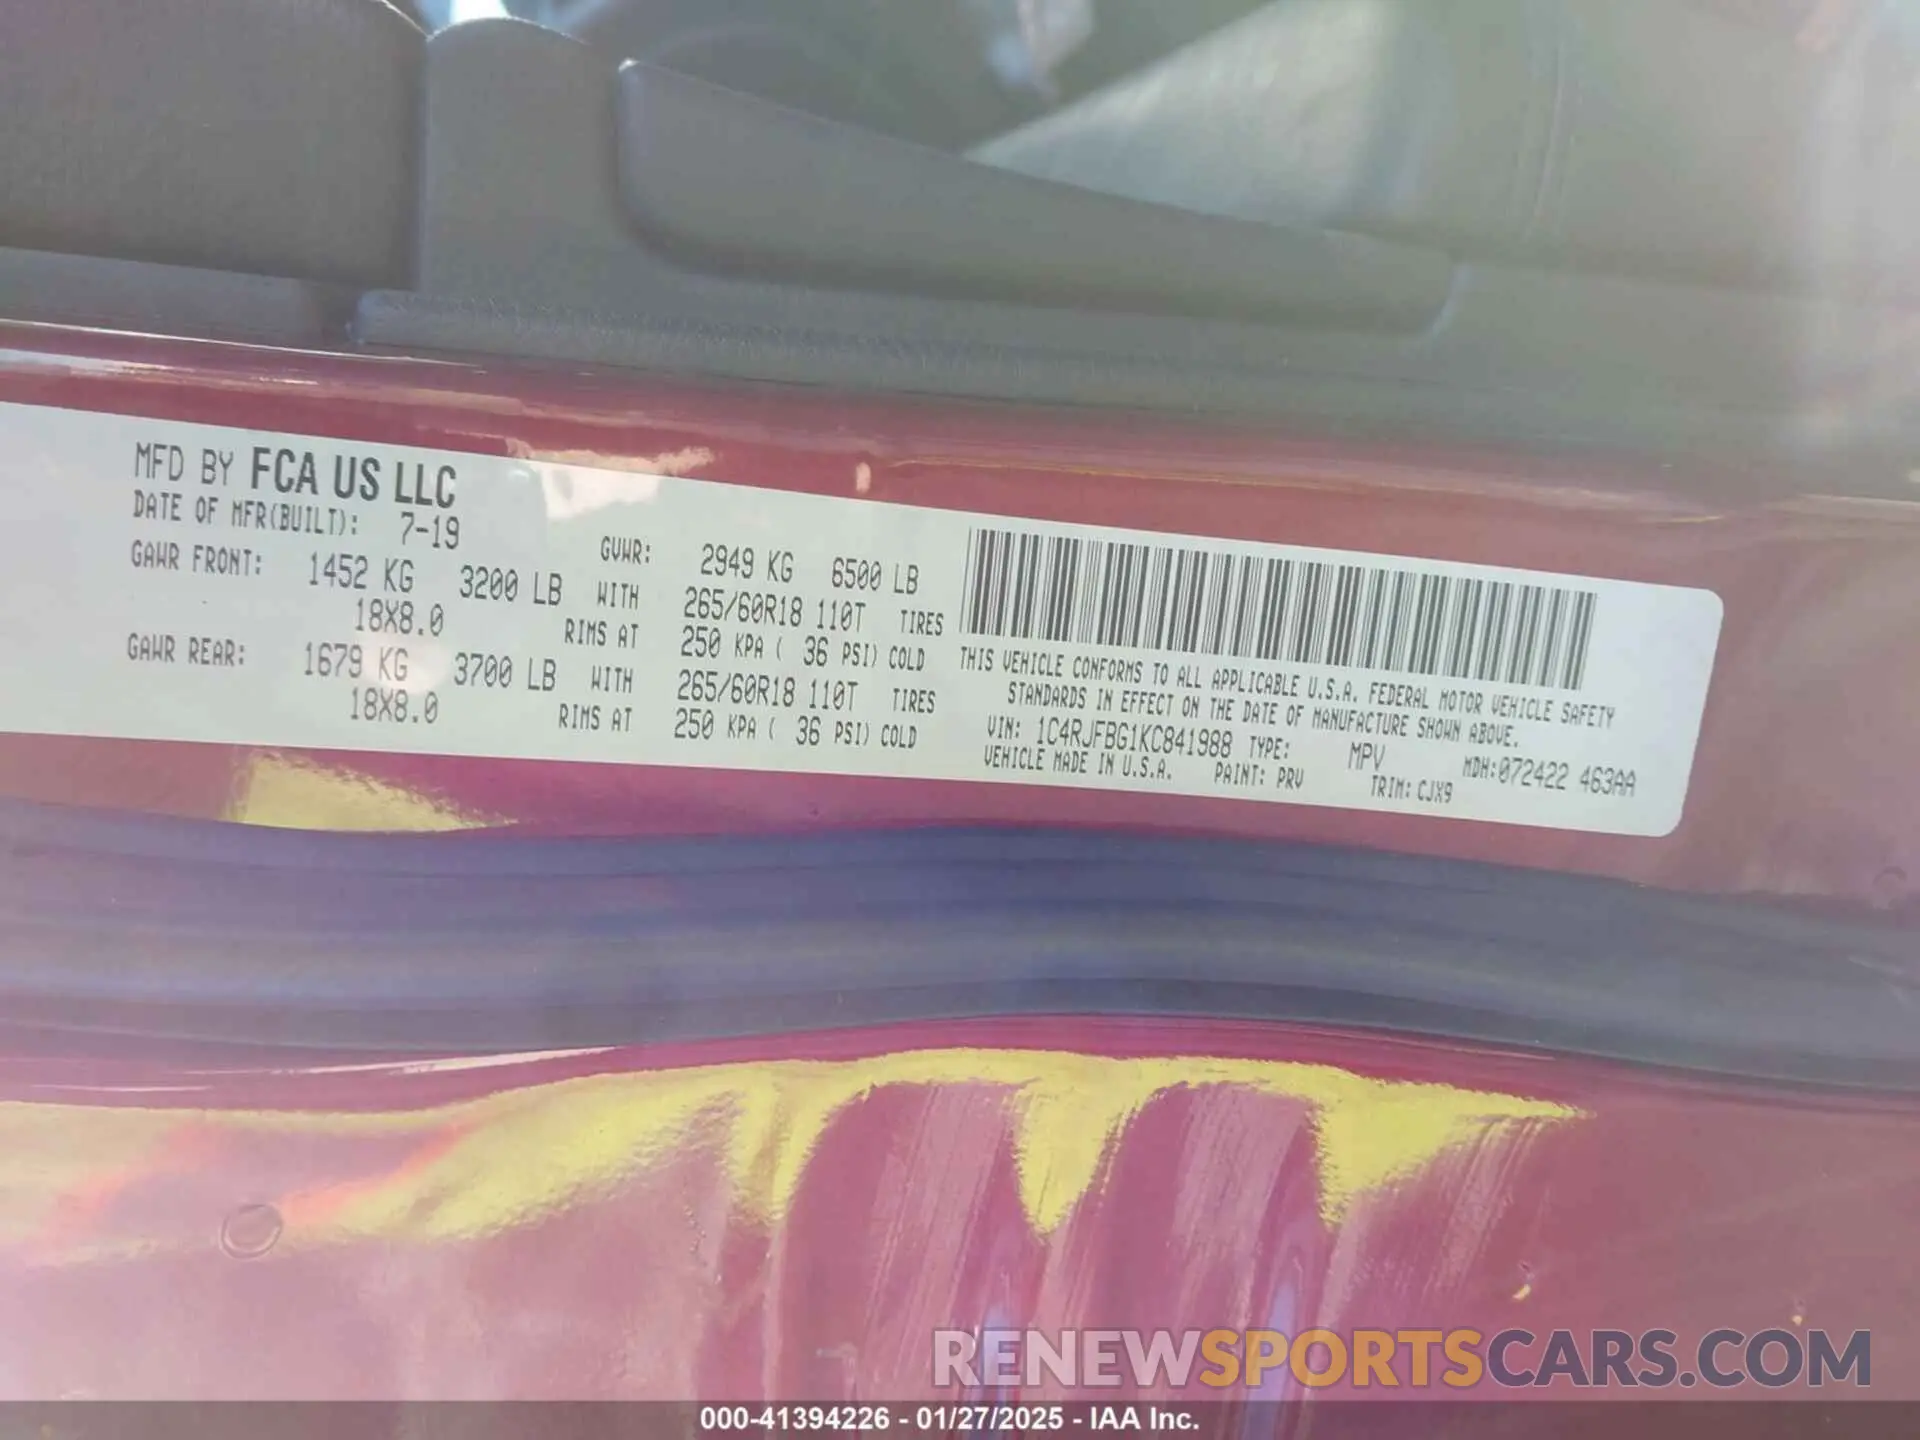 MFD BY FCA US LLC
DATE OF MFR(BUILT): 7-19
GVWR: 2949 KG 6500 LB
GAWR FRONT: 1452 KG 3200 LB WITH 265/60R18 110T TIRES
18X8.0 RIMS AT 250 KPA ( 36 PSI) COLD
GAWR REAR: 1679 KG 3700 LB WITH 265/60R18 110T TIRES
18X8.0 RIMS AT 250 KPA ( 36 PSI) COLD
THIS VEHICLE CONFORMS TO ALL APPLICABLE U.S.A. FEDERAL MOTOR VEHICLE SAFETY
STANDARDS IN EFFECT ON THE DATE OF MANUFACTURE SHOWN ABOVE.
VIN: 1C4RJFBG1KC841988 TYPE: MPV MDH:072422 463AA
VEHICLE MADE IN U.S.A. PAINT: PRV TRIM: CJX9
RENEWSPORTSCARS.COM
000-41394226 - 01/27/2025 - IAA Inc.